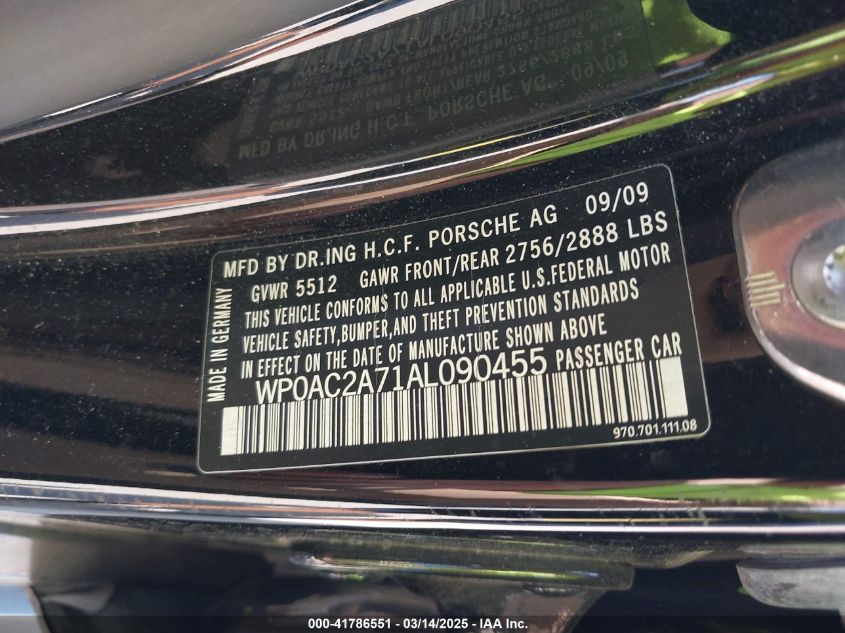 MFD BY DR.ING H.C.F. PORSCHE AG 09/09
GVWR 5512 GAWR FRONT/REAR 2756/2888 LBS
THIS VEHICLE CONFORMS TO ALL APPLICABLE U.S.FEDERAL MOTOR
VEHICLE SAFETY,BUMPER,AND THEFT PREVENTION STANDARDS
IN EFFECT ON THE DATE OF MANUFACTURE SHOWN ABOVE
WP0AC2A71AL090455 PASSENGER CAR
970.701.111.08
MADE IN GERMANY
000-41786551 - 03/14/2025 - IAA Inc.